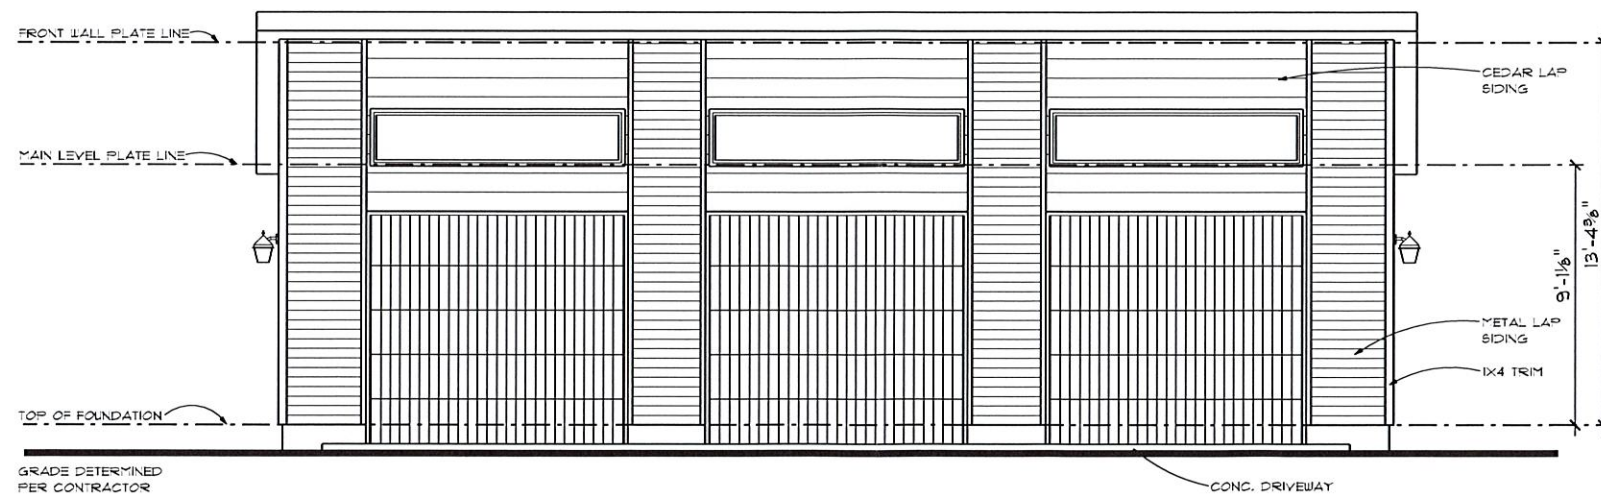 FRONT WALL PLATE LINE
CEDAR LAP
SIDING
MAIN LEVEL PLATE LINE
13'-4⅜"
9'-1⅛"
METAL LAP
SIDING
1X4 TRIM
TOP OF FOUNDATION
GRADE DETERMINED
PER CONTRACTOR
CONC. DRIVEWAY